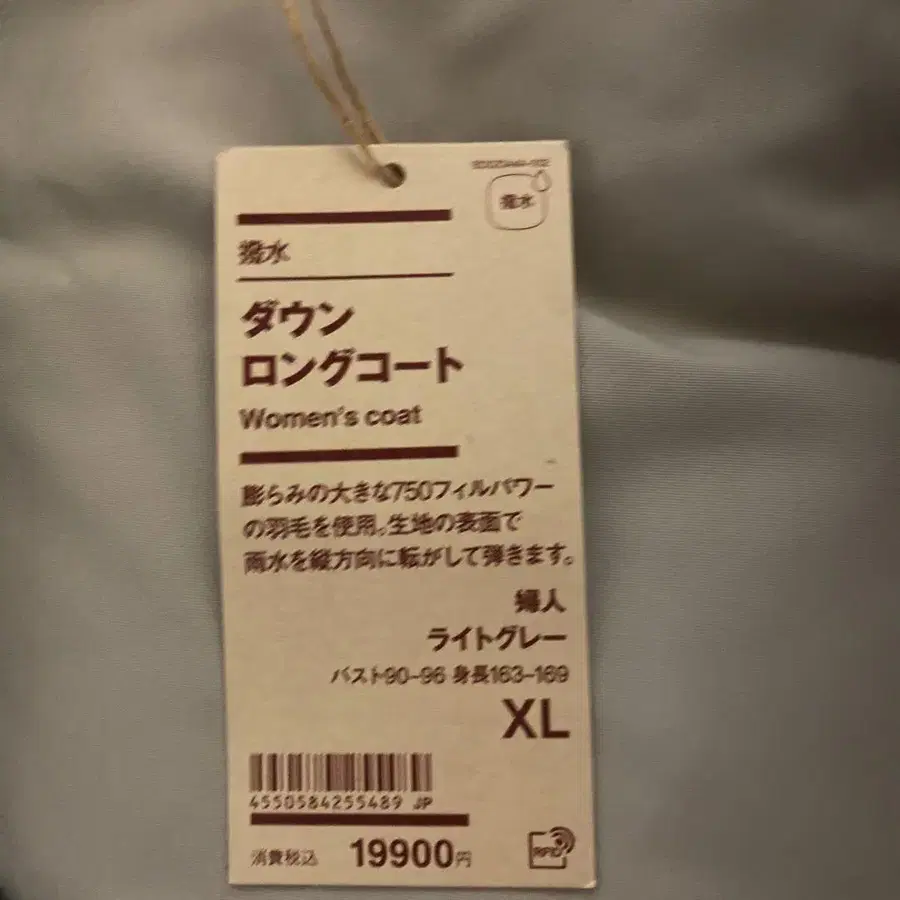 撥水
撥水
ダウン
ロングコート
Women's coat
膨らみの大きな750フィルパワー
の羽毛を使用。生地の表面で
雨水を縦方向に転がして弾きます。
婦人
ライトグレー
バスト90-96 身長163-169
XL
4550584255489 JP
消費税込 19900円
RFID